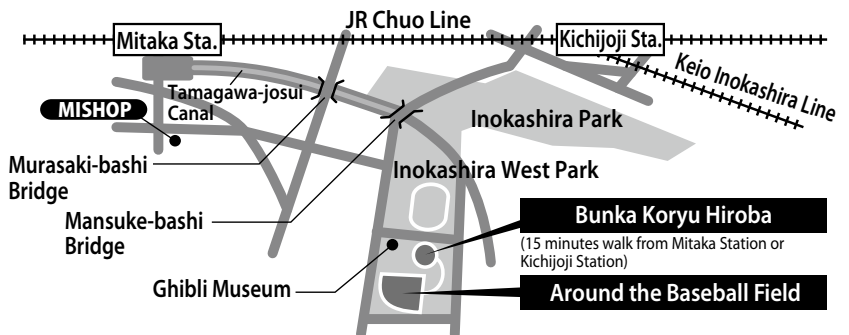 JR Chuo Line
Mitaka Sta.
Kichijoji Sta.
Keio Inokashira Line
Tamagawa-josui
Canal
MISHOP
Inokashira Park
Murasaki-bashi
Bridge
Inokashira West Park
Mansuke-bashi
Bridge
Bunka Koryu Hiroba
(15 minutes walk from Mitaka Station or
Kichijoji Station)
Ghibli Museum
Around the Baseball Field